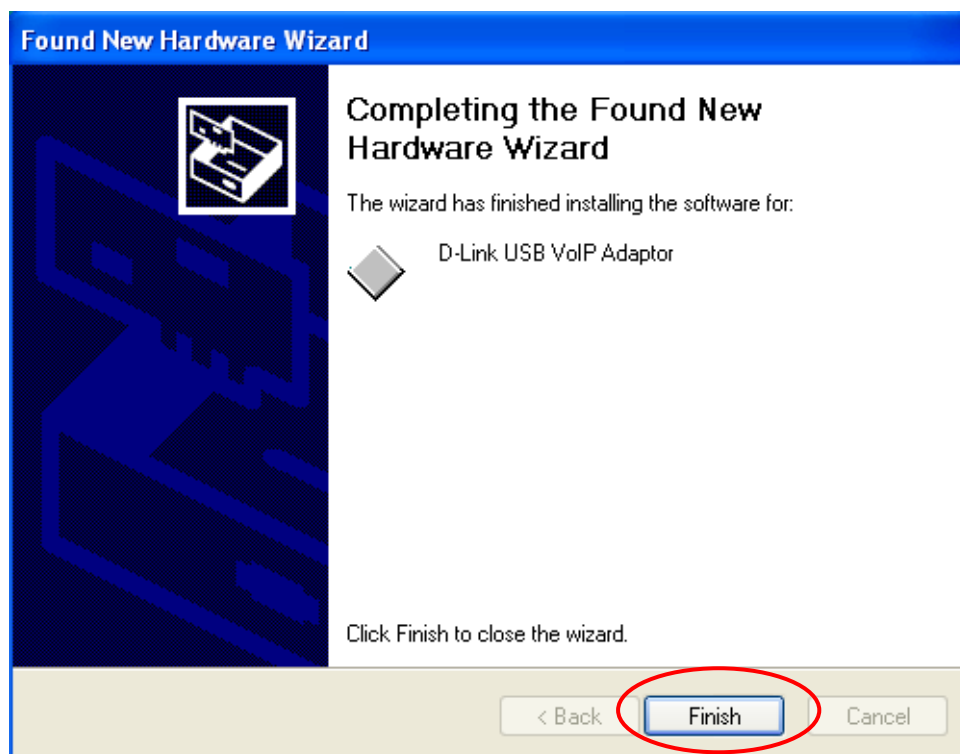 Found New Hardware Wizard
Completing the Found New
Hardware Wizard
The wizard has finished installing the software for:
D-Link USB VoIP Adaptor
Click Finish to close the wizard.
< Back
Finish
Cancel